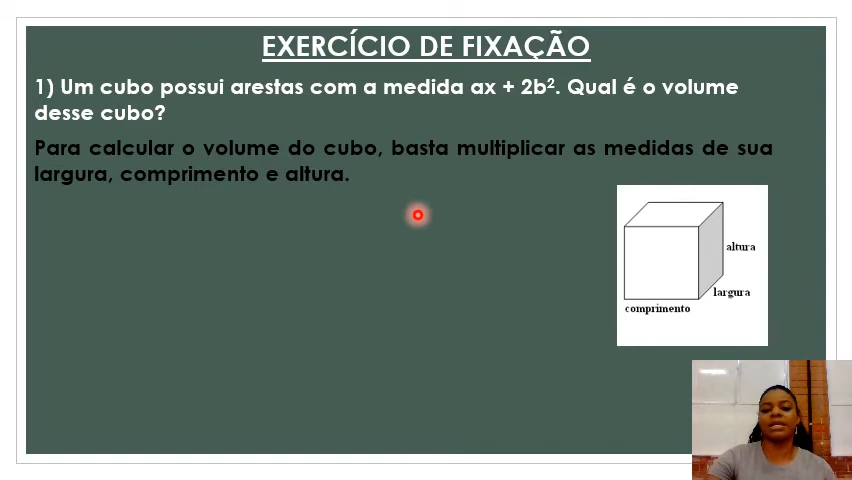 EXERCÍCIO DE FIXAÇÃO
1) Um cubo possui arestas com a medida ax + 2b². Qual é o volume
desse cubo?
Para calcular o volume do cubo, basta multiplicar as medidas de sua
largura, comprimento e altura.
altura
largura
comprimento